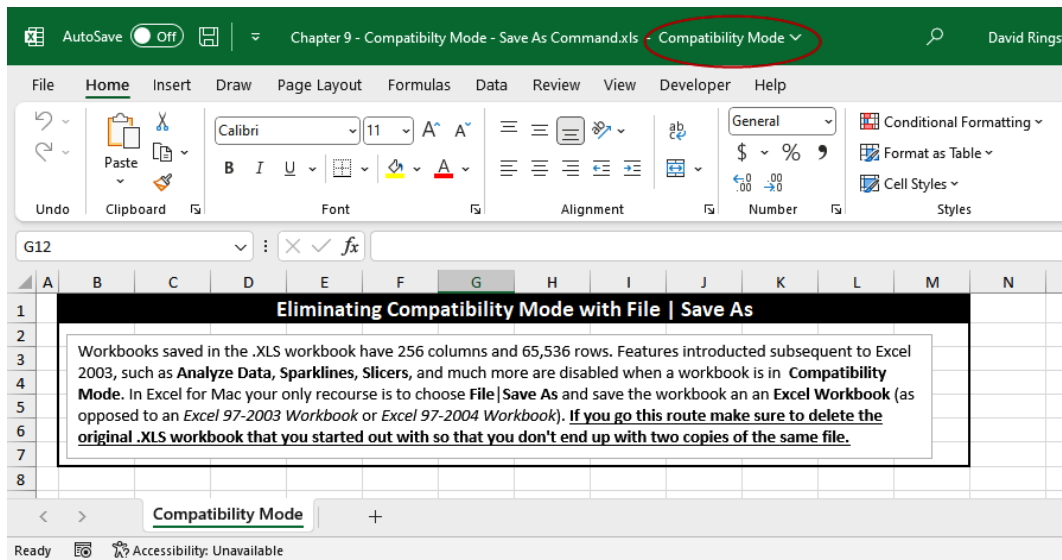 AutoSave Off Chapter 9 - Compatibilty Mode - Save As Command.xls - Compatibility Mode David Rings
File Home Insert Draw Page Layout Formulas Data Review View Developer Help
Paste
Calibri 11 A A
B I U A
ab
General
$ % 9
.00 .00
Conditional Formatting
Format as Table
Cell Styles
Undo Clipboard Font Alignment Number Styles
G12 fx
A B C D E F G H I J K L M N
1 Eliminating Compatibility Mode with File | Save As
2
Workbooks saved in the .XLS workbook have 256 columns and 65,536 rows. Features introducted subsequent to Excel
3
2003, such as Analyze Data, Sparklines, Slicers, and much more are disabled when a workbook is in Compatibility
4
Mode. In Excel for Mac your only recourse is to choose File|Save As and save the workbook an an Excel Workbook (as
5
opposed to an Excel 97-2003 Workbook or Excel 97-2004 Workbook). If you go this route make sure to delete the
6
original .XLS workbook that you started out with so that you don't end up with two copies of the same file.
7
8
Compatibility Mode
Ready Accessibility: Unavailable